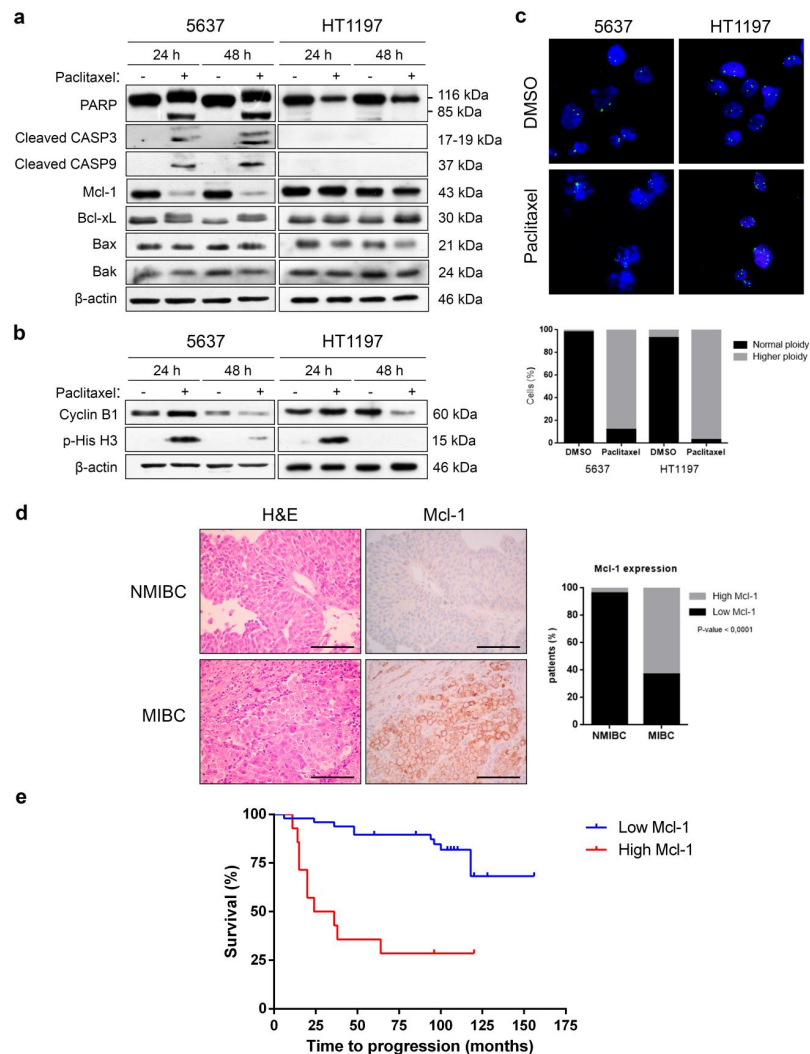 a
5637 HT1197
24 h 48 h 24 h 48 h
Paclitaxel: - + - + - + - +
PARP 116 kDa
85 kDa
Cleaved CASP3 17-19 kDa
Cleaved CASP9 37 kDa
Mcl-1 43 kDa
Bcl-xL 30 kDa
Bax 21 kDa
Bak 24 kDa
β-actin 46 kDa
b
5637 HT1197
24 h 48 h 24 h 48 h
Paclitaxel: - + - + - + - +
Cyclin B1 60 kDa
p-His H3 15 kDa
β-actin 46 kDa
c
5637 HT1197
DMSO
Paclitaxel
100
80
60
40
20
0
Cells (%)
Normal ploidy
Higher ploidy
DMSO Paclitaxel DMSO Paclitaxel
5637 HT1197
d
H&E Mcl-1
NMIBC
MIBC
Mcl-1 expression
100
80
60
40
20
0
patients (%)
High Mcl-1
Low Mcl-1
P-value < 0,0001
NMIBC MIBC
e
100
75
50
25
0
Survival (%)
0 25 50 75 100 125 150 175
Time to progression (months)
Low Mcl-1
High Mcl-1